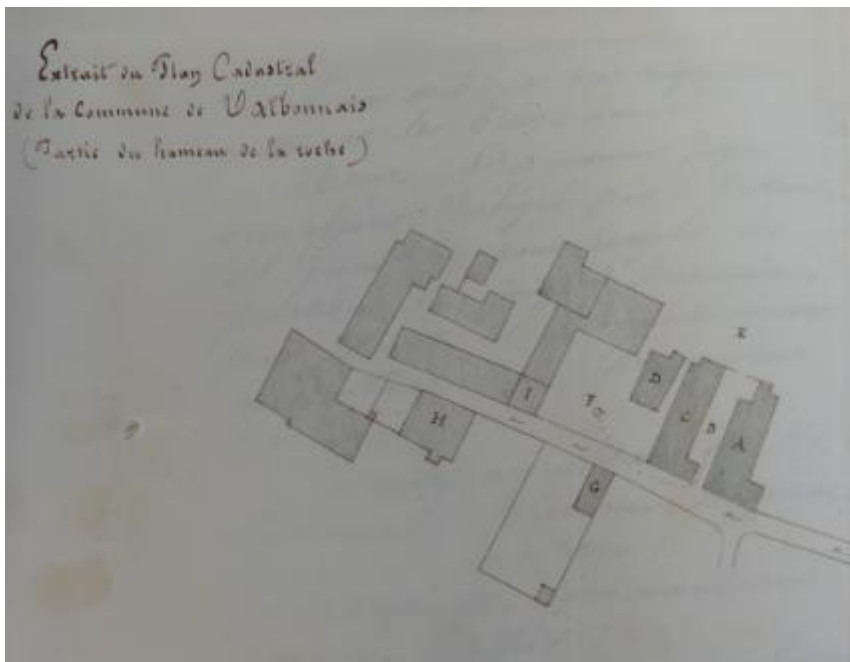 Extrait du Plan Cadastral
de la Commune de Valbonnais
(Partie du hameau de la roche)
E
D
F
C
B
A
I
H
G